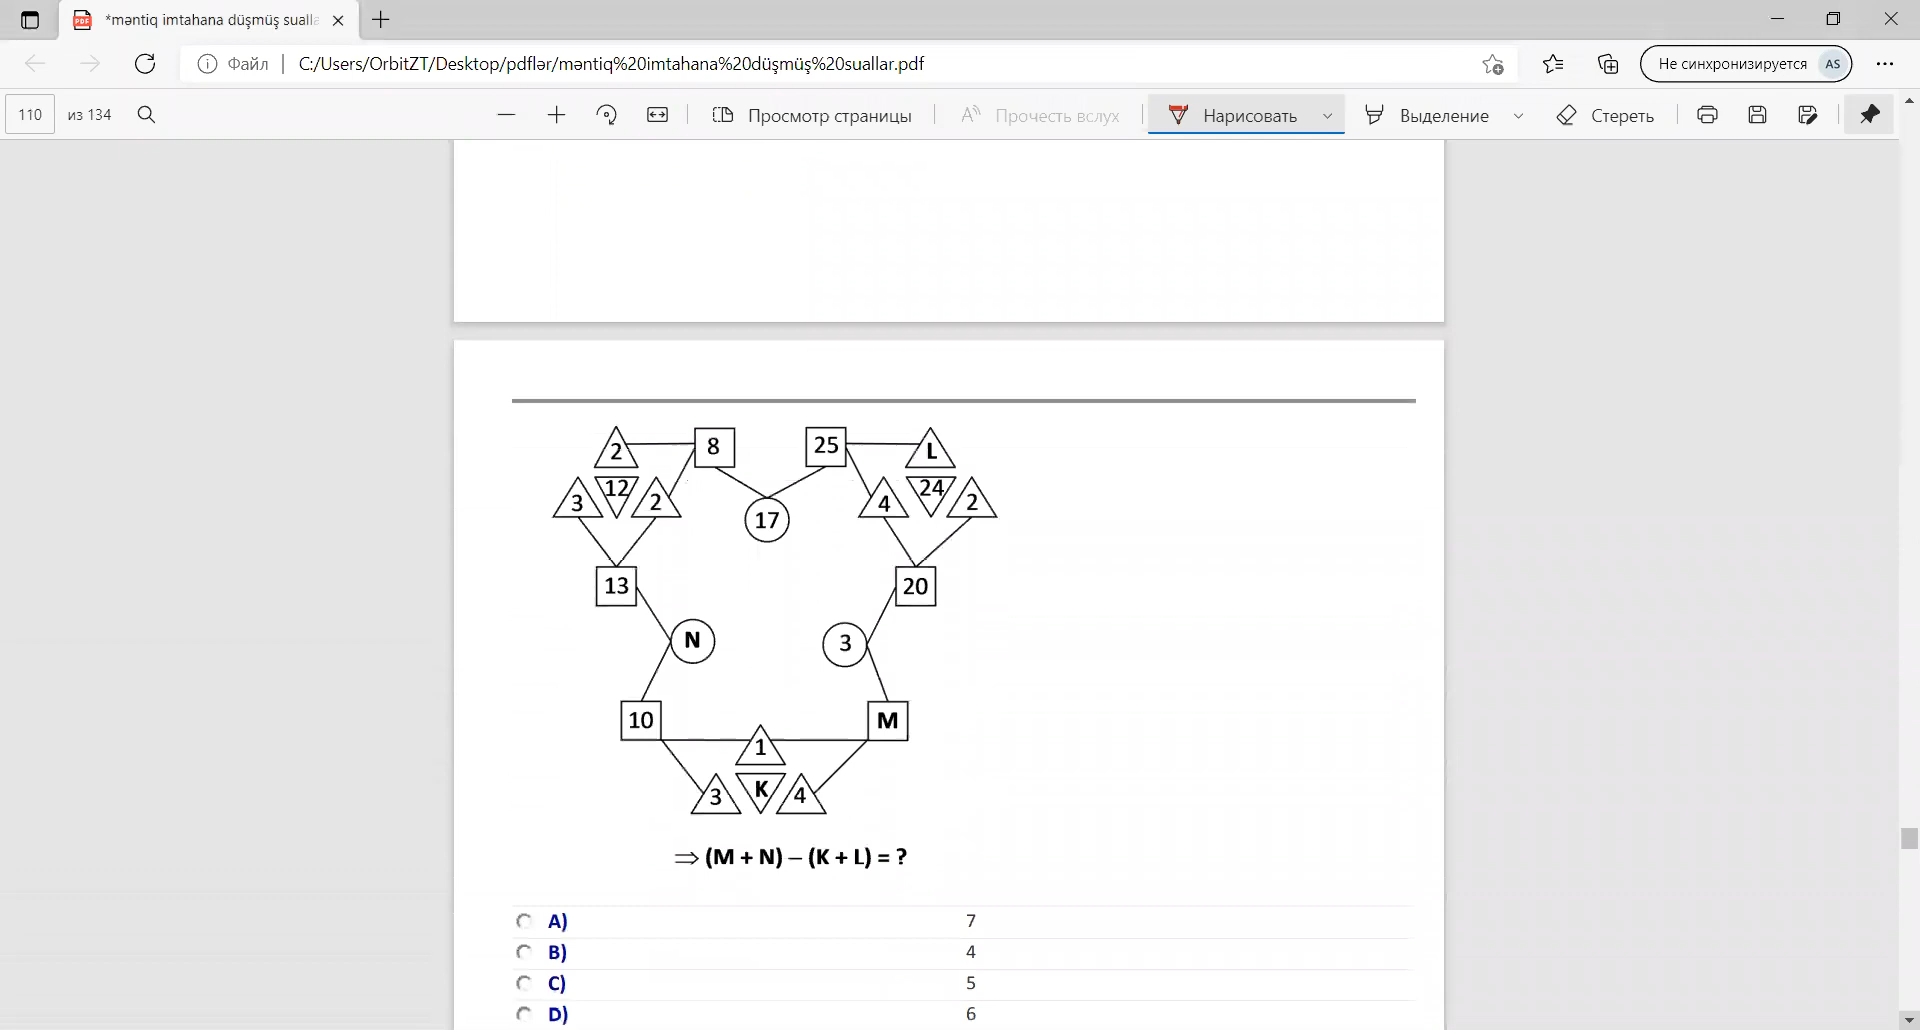 *məntiq imtahana düşmüş sualla
Файл
C:/Users/OrbitZT/Desktop/pdflər/məntiq%20imtahana%20düşmüş%20suallar.pdf
Не синхронизируется AS
110 из 134
Просмотр страницы
Прочесть вслух
Нарисовать
Выделение
Стереть
2 8 25 L
3 12 2 17 4 24 2
13 20
N 3
10 M
1
3 K 4
⇒ (M + N) – (K + L) = ?
A) 7
B) 4
C) 5
D) 6